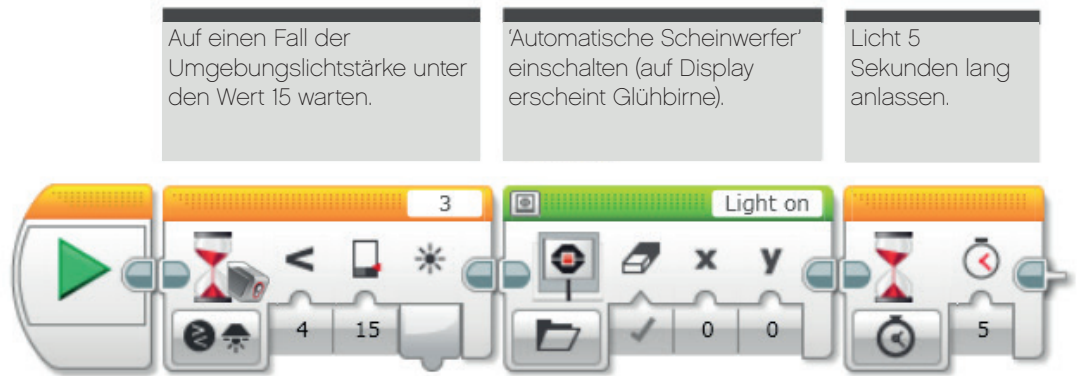 Auf einen Fall der
Umgebungslichtstärke unter
den Wert 15 warten.
'Automatische Scheinwerfer'
einschalten (auf Display
erscheint Glühbirne).
Licht 5
Sekunden lang
anlassen.
3
Light on
< x y
4 15 0 0 5